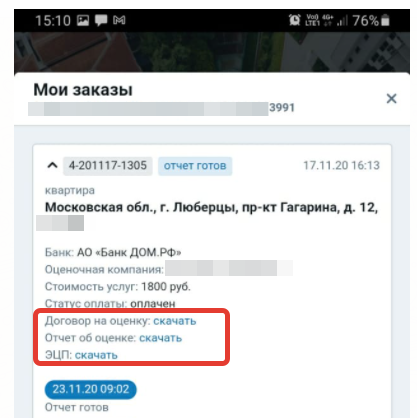 15:10 76%
Мои заказы
3991
4-201117-1305 отчет готов 17.11.20 16:13
квартира
Московская обл., г. Люберцы, пр-кт Гагарина, д. 12,
Банк: АО «Банк ДОМ.РФ»
Оценочная компания:
Стоимость услуг: 1800 руб.
Статус оплаты: оплачен
Договор на оценку: скачать
Отчет об оценке: скачать
ЭЦП: скачать
23.11.20 09:02
Отчет готов